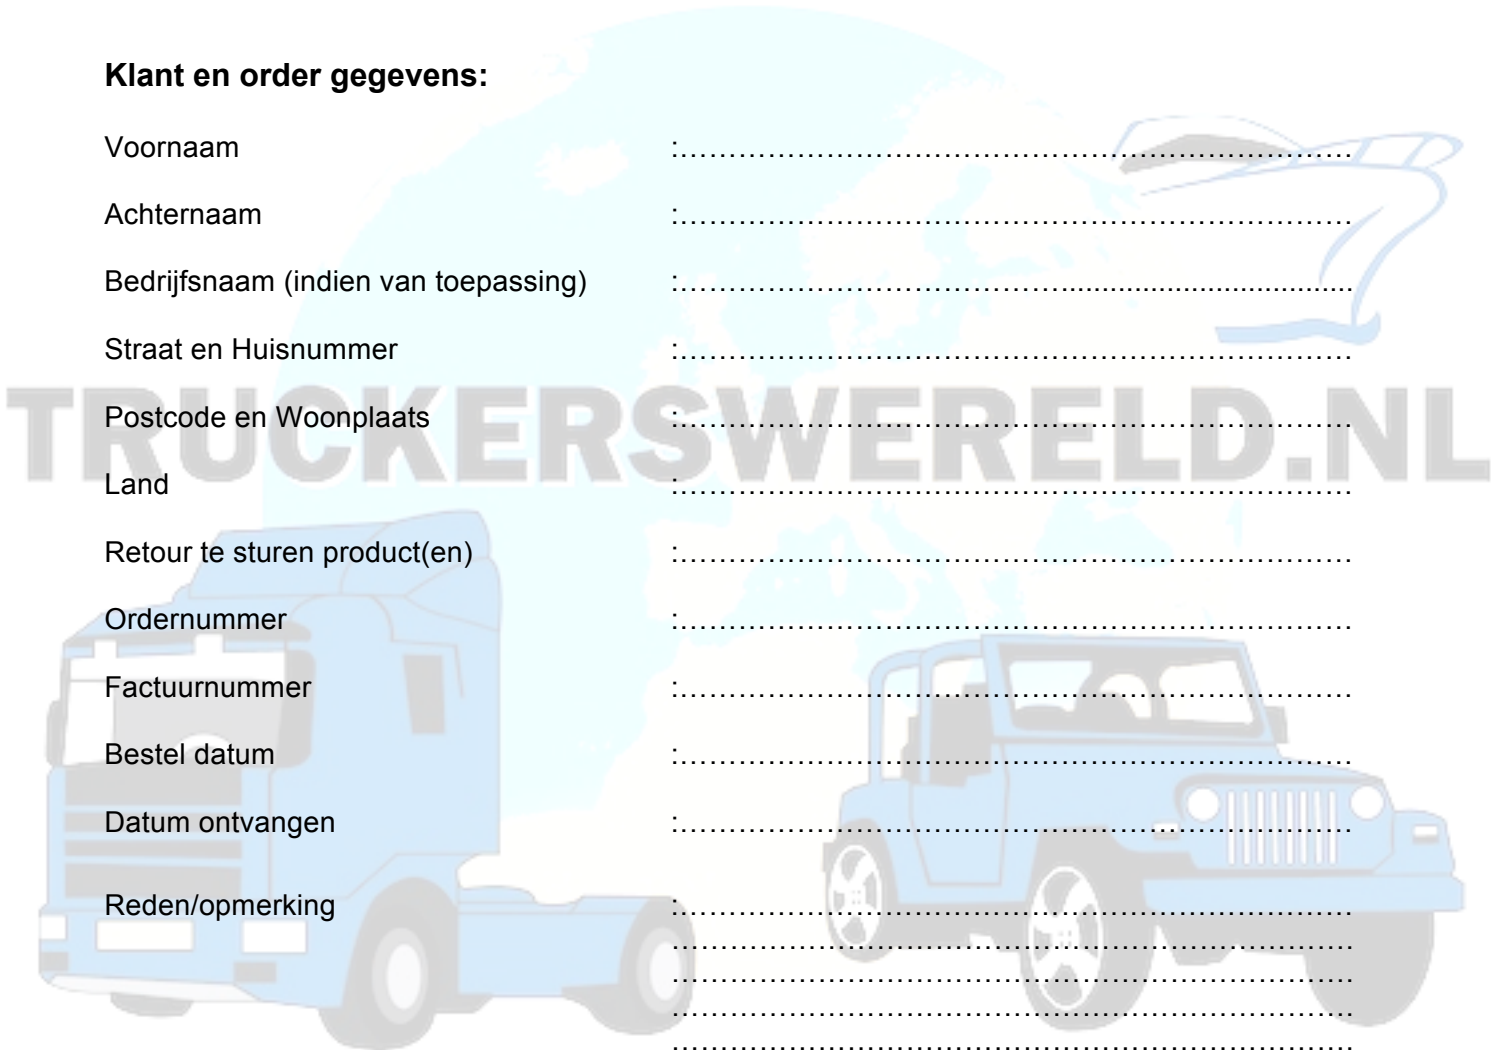 Klant en order gegevens:
Voornaam :……………………………………………………………
Achternaam :……………………………………………………………
Bedrijfsnaam (indien van toepassing) :…………………………………....................................
Straat en Huisnummer :……………………………………………………………
TRUCKERSWERELD.NL
Postcode en Woonplaats :……………………………………………………………
Land :……………………………………………………………
Retour te sturen product(en) :……………………………………………………………
Ordernummer :……………………………………………………………
Factuurnummer :……………………………………………………………
Bestel datum :……………………………………………………………
Datum ontvangen :……………………………………………………………
Reden/opmerking :……………………………………………………………
……………………………………………………………
……………………………………………………………
……………………………………………………………
……………………………………………………………